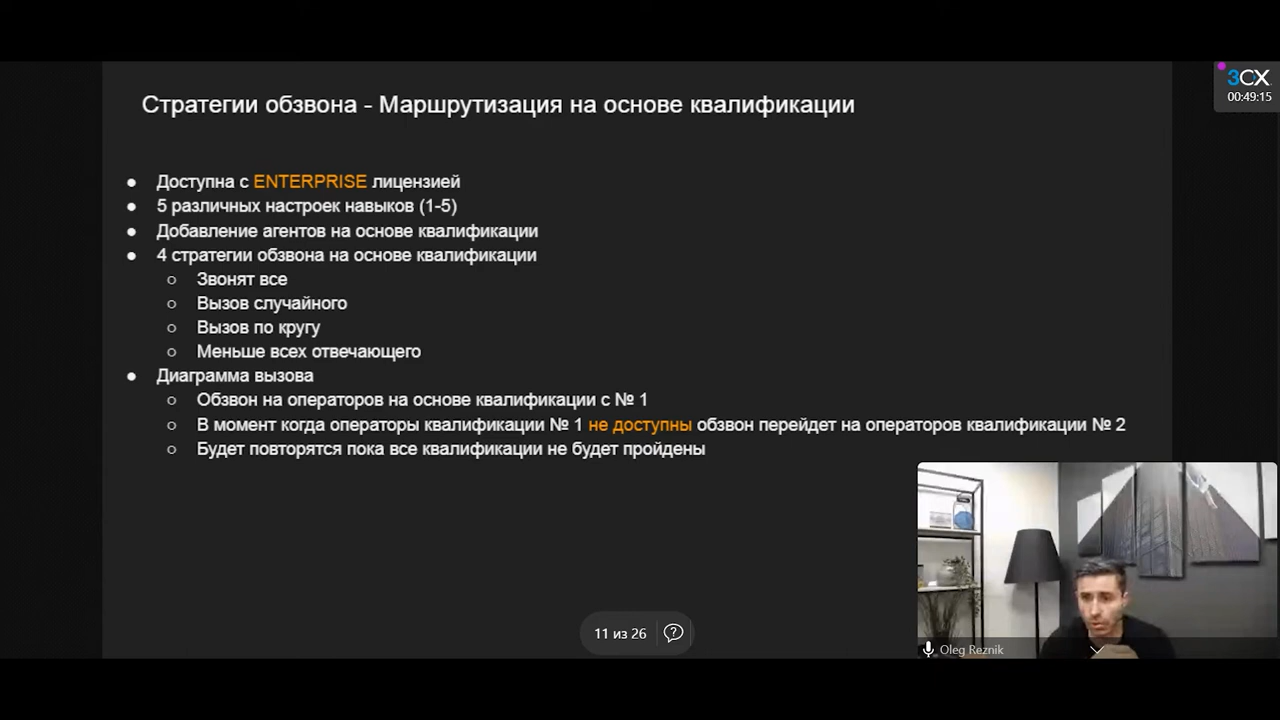 3CX
00:49:15
Стратегии обзвона - Маршрутизация на основе квалификации
● Доступна с ENTERPRISE лицензией
● 5 различных настроек навыков (1-5)
● Добавление агентов на основе квалификации
● 4 стратегии обзвона на основе квалификации
○ Звонят все
○ Вызов случайного
○ Вызов по кругу
○ Меньше всех отвечающего
● Диаграмма вызова
○ Обзвон на операторов на основе квалификации с № 1
○ В момент когда операторы квалификации № 1 не доступны обзвон перейдет на операторов квалификации № 2
○ Будет повторятся пока все квалификации не будет пройдены
11 из 26
Oleg Reznik